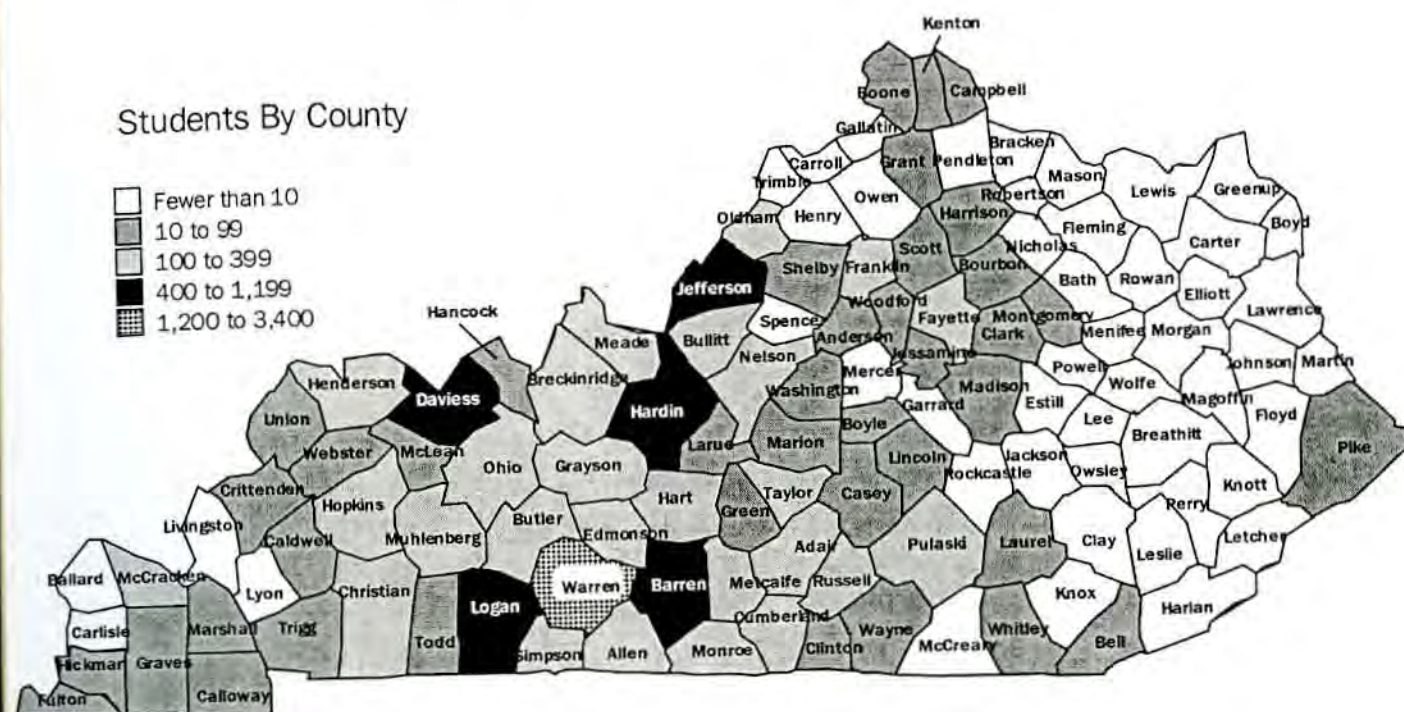 Kenton
Boone
Campbell
Students By County
Gallatin
Fewer than 10
10 to 99
100 to 399
400 to 1,199
1,200 to 3,400
Bracken
Carroll
Grant
Pendleton
Mason
Trimble
Robertson
Lewis
Greenup
Owen
Oldham
Henry
Harrison
Boyd
Fleming
Scott
Nicholas
Carter
Shelby
Franklin
Bourbon
Bath
Rowan
Jefferson
Elliott
Woodford
Lawrence
Hancock
Spencer
Fayette
Montgomery
Meade
Bullitt
Anderson
Clark
Menifee
Morgan
Nelson
Jessamine
Johnson
Martin
Henderson
Breckinridge
Mercer
Powell
Daviess
Washington
Madison
Wolfe
Hardin
Garrard
Estill
Magoffin
Union
Boyle
Lee
Floyd
Webster
McLean
Larue
Marion
Breathitt
Pike
Ohio
Grayson
Lincoln
Jackson
Owsley
Rockcastle
Crittenden
Hart
Taylor
Casey
Knott
Hopkins
Green
Perry
Livingston
Butler
Edmonson
Caldwell
Muhlenberg
Adair
Pulaski
Laurel
Clay
Letcher
Leslie
Ballard
McCracken
Warren
Barren
Metcalfe
Russell
Lyon
Christian
Knox
Logan
Harlan
Cumberland
Carlisle
Marshall
Trigg
Todd
Wayne
Whitley
Bell
Simpson
Allen
Monroe
Clinton
McCreary
Hickman
Graves
Fulton
Calloway